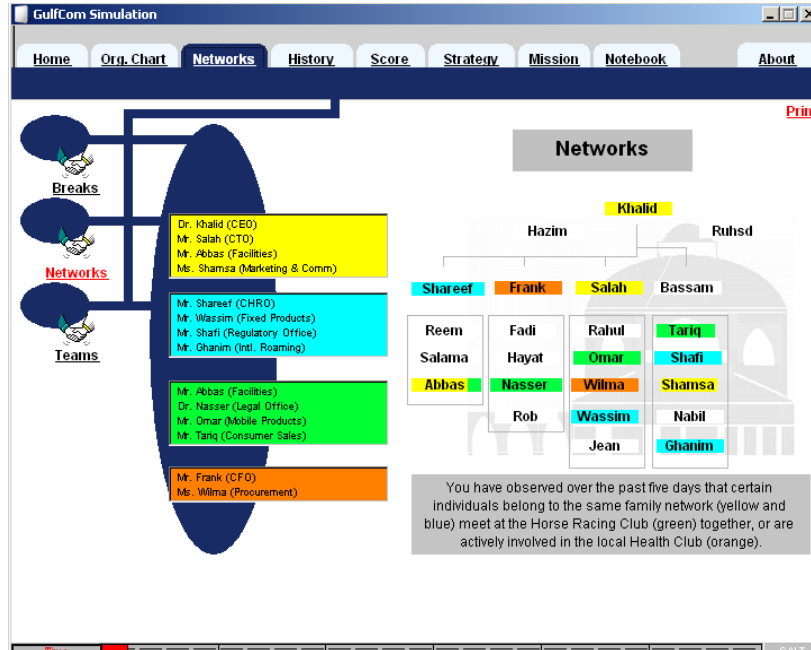 GulfCom Simulation
Home Org. Chart Networks History Score Strategy Mission Notebook About
Networks
Breaks
Networks
Teams
Dr. Khalid (CEO)
Mr. Salah (CTO)
Mr. Abbas (Facilities)
Ms. Shamsa (Marketing & Comm)
Mr. Shareef (CHRO)
Mr. Wassim (Fixed Products)
Mr. Shafi (Regulatory Office)
Mr. Ghanim (Intl. Roaming)
Mr. Abbas (Facilities)
Dr. Nasser (Legal Office)
Mr. Omar (Mobile Products)
Mr. Tariq (Consumer Sales)
Mr. Frank (CFO)
Ms. Wilma (Procurement)
Khalid
Hazim Ruhsd
Shareef Frank Salah Bassam
Reem Fadi Rahul Tariq
Salama Hayat Omar Shafi
Abbas Nasser Wilma Shamsa
Rob Wassim Nabil
Jean Ghanim
You have observed over the past five days that certain
individuals belong to the same family network (yellow and
blue) meet at the Horse Racing Club (green) together, or are
actively involved in the local Health Club (orange).